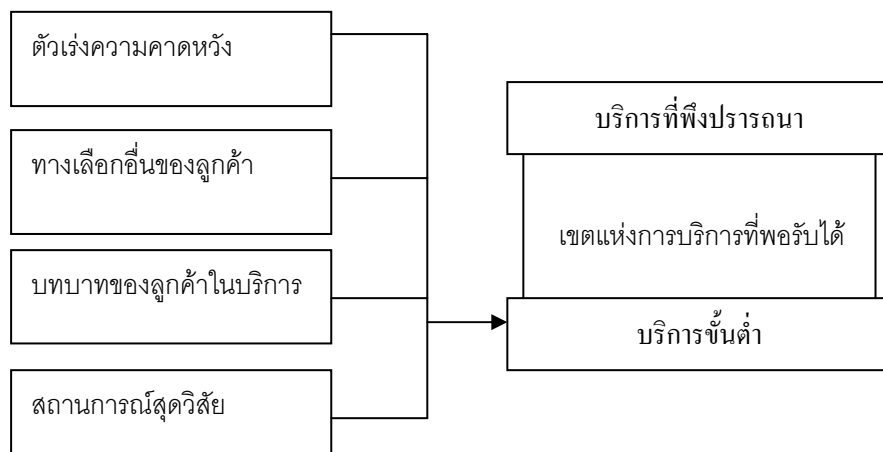 ตัวเร่งความคาดหวัง
ทางเลือกอื่นของลูกค้า
บทบาทของลูกค้าในบริการ
สถานการณ์สุดวิสัย
บริการที่พึงปรารถนา
เขตแห่งการบริการที่พอรับได้
บริการขั้นต่ำ